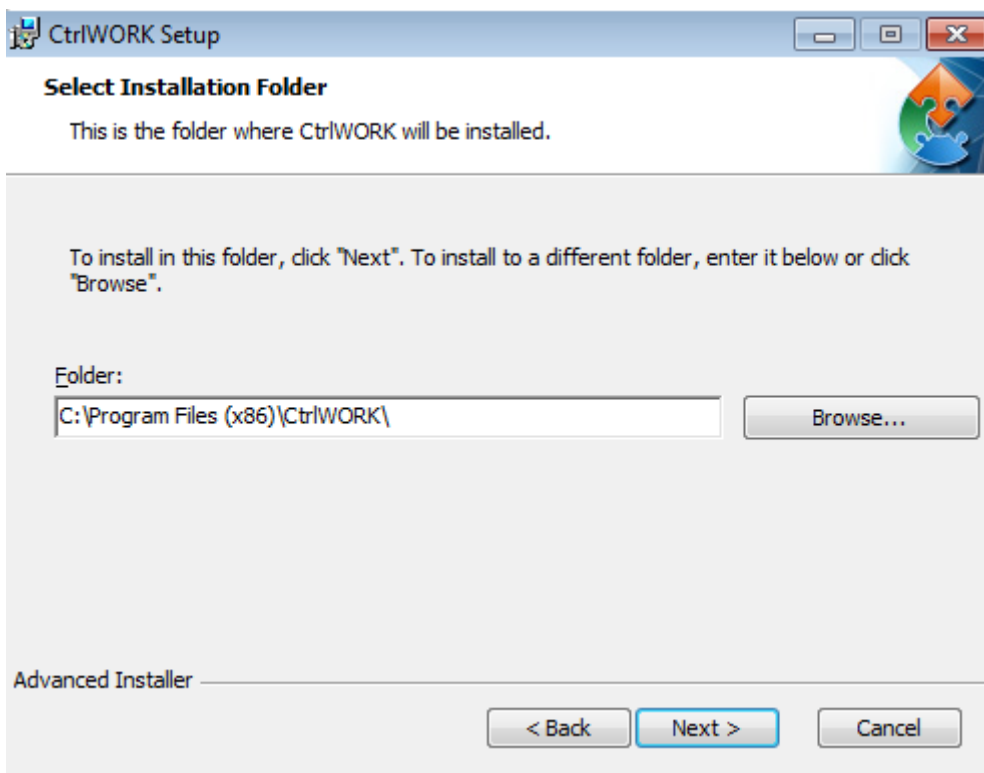 CtrlWORK Setup
Select Installation Folder
This is the folder where CtrlWORK will be installed.
To install in this folder, click "Next". To install to a different folder, enter it below or click
"Browse".
Folder:
C:\Program Files (x86)\CtrlWORK\
Browse...
Advanced Installer
< Back
Next >
Cancel